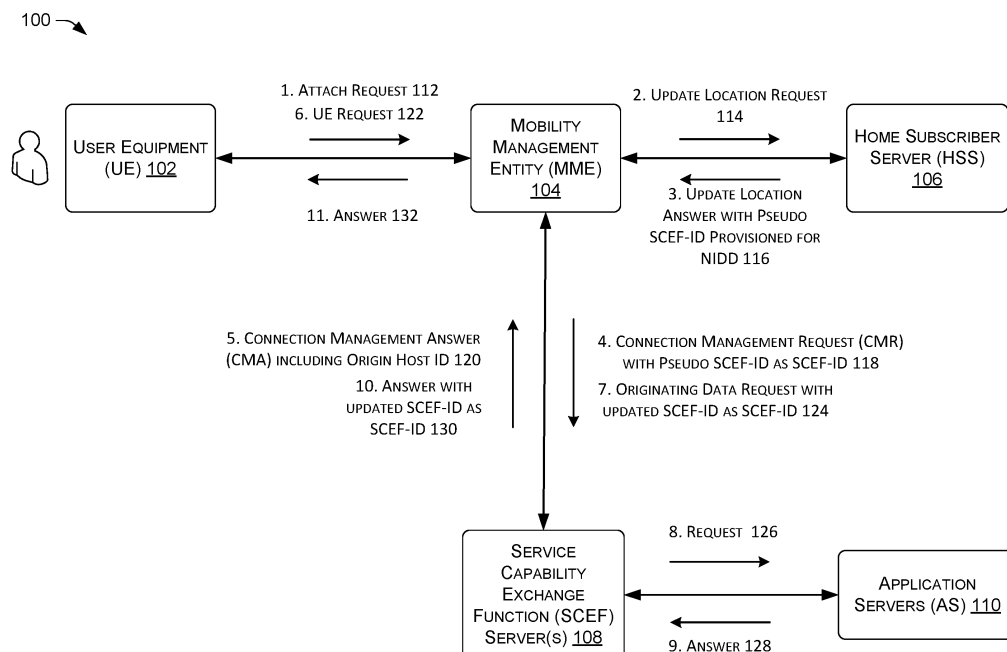 100
1. ATTACH REQUEST 112
6. UE REQUEST 122
2. UPDATE LOCATION REQUEST
114
USER EQUIPMENT
(UE) 102
MOBILITY
MANAGEMENT
ENTITY (MME)
104
HOME SUBSCRIBER
SERVER (HSS)
106
11. ANSWER 132
3. UPDATE LOCATION
ANSWER WITH PSEUDO
SCEF-ID PROVISIONED FOR
NIDD 116
5. CONNECTION MANAGEMENT ANSWER
(CMA) INCLUDING ORIGIN HOST ID 120
10. ANSWER WITH
UPDATED SCEF-ID AS
SCEF-ID 130
4. CONNECTION MANAGEMENT REQUEST (CMR)
WITH PSEUDO SCEF-ID AS SCEF-ID 118
7. ORIGINATING DATA REQUEST WITH
UPDATED SCEF-ID AS SCEF-ID 124
SERVICE
CAPABILITY
EXCHANGE
FUNCTION (SCEF)
SERVER(S) 108
8. REQUEST 126
APPLICATION
SERVERS (AS) 110
9. ANSWER 128